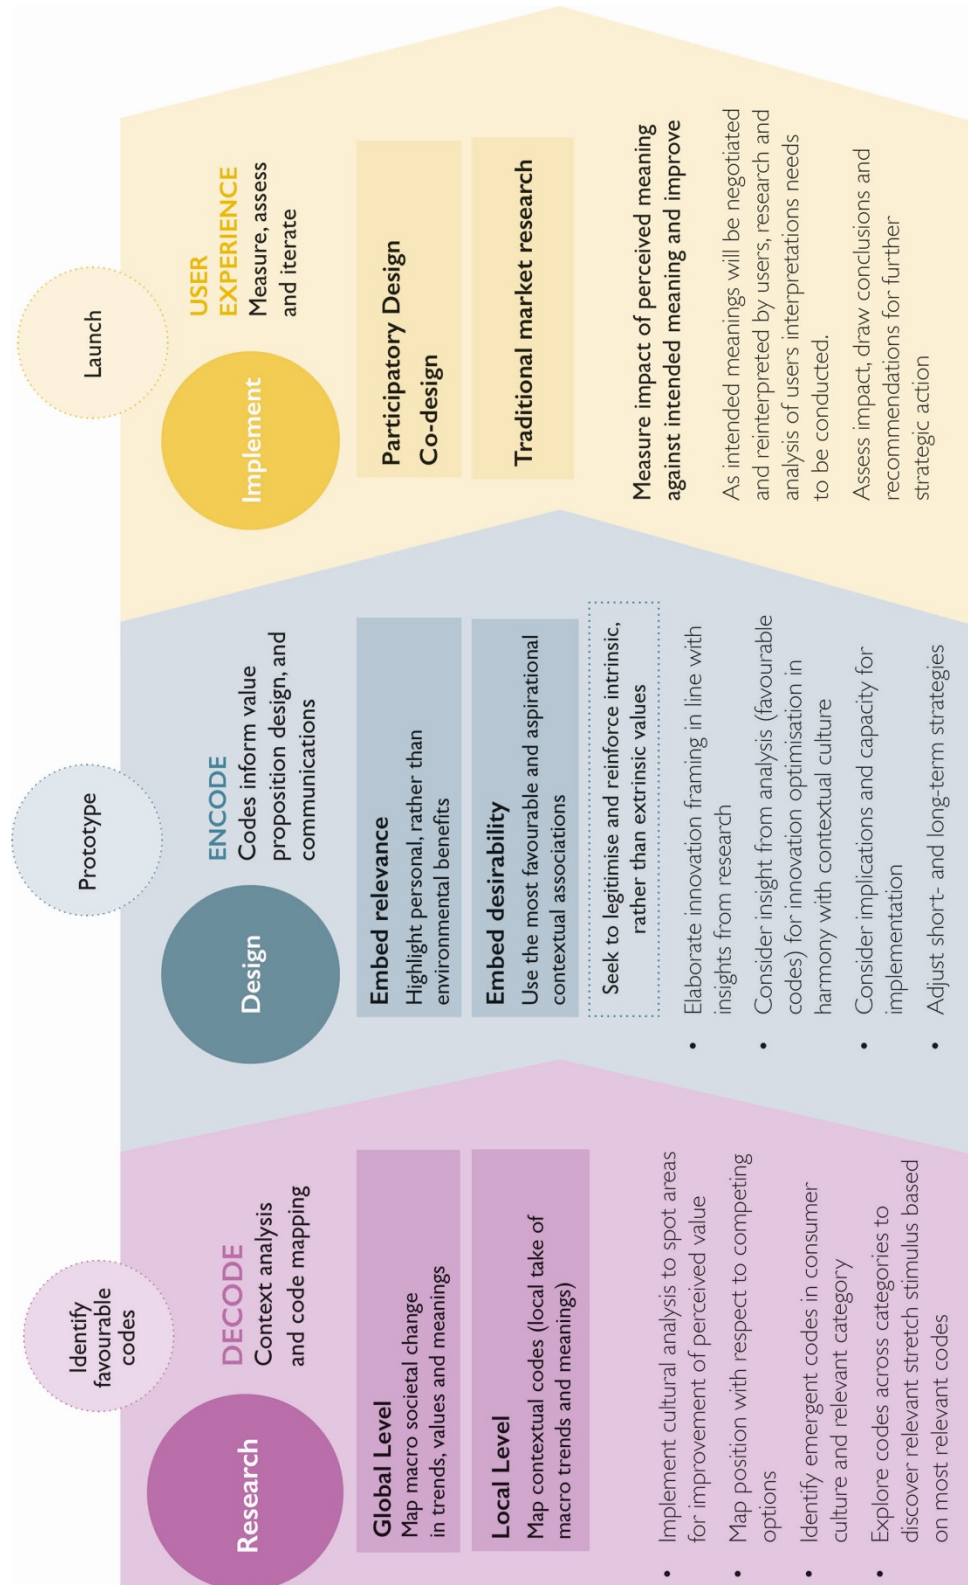 Identify
favourable
codes
Research
DECODE
Context analysis
and code mapping
Global Level
Map macro societal change
in trends, values and meanings
Local Level
Map contextual codes (local take of
macro trends and meanings)
• Implement cultural analysis to spot areas
for improvement of perceived value
• Map position with respect to competing
options
• Identify emergent codes in consumer
culture and relevant category
• Explore codes across categories to
discover relevant stretch stimulus based
on most relevant codes
Prototype
Design
ENCODE
Codes inform value
proposition design, and
communications
Embed relevance
Highlight personal, rather than
environmental benefits
Embed desirability
Use the most favourable and aspirational
contextual associations
Seek to legitimise and reinforce intrinsic,
rather than extrinsic values
• Elaborate innovation framing in line with
insights from research
• Consider insight from analysis (favourable
codes) for innovation optimisation in
harmony with contextual culture
• Consider implications and capacity for
implementation
• Adjust short- and long-term strategies
Launch
Implement
USER
EXPERIENCE
Measure, assess
and iterate
Participatory Design
Co-design
Traditional market research
Measure impact of perceived meaning
against intended meaning and improve
As intended meanings will be negotiated
and reinterpreted by users, research and
analysis of users interpretations needs
to be conducted.
Assess impact, draw conclusions and
recommendations for further
strategic action